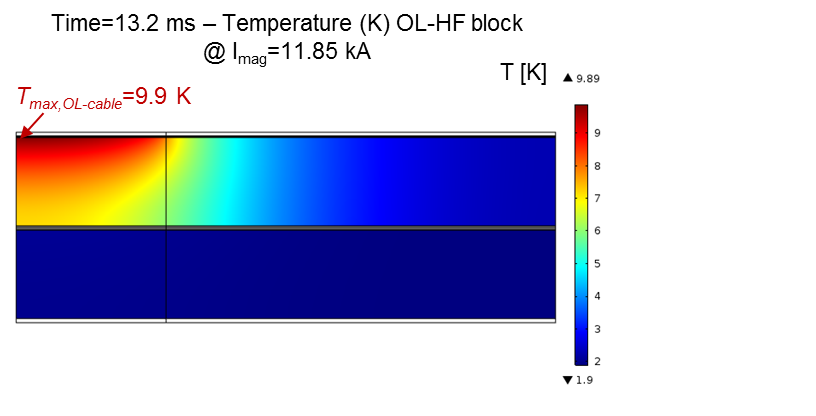 Time=13.2 ms – Temperature (K) OL-HF block
@ Imag=11.85 kA
T [K]
▲ 9.89
Tmax,OL-cable=9.9 K
9
8
7
6
5
4
3
2
▼ 1.9